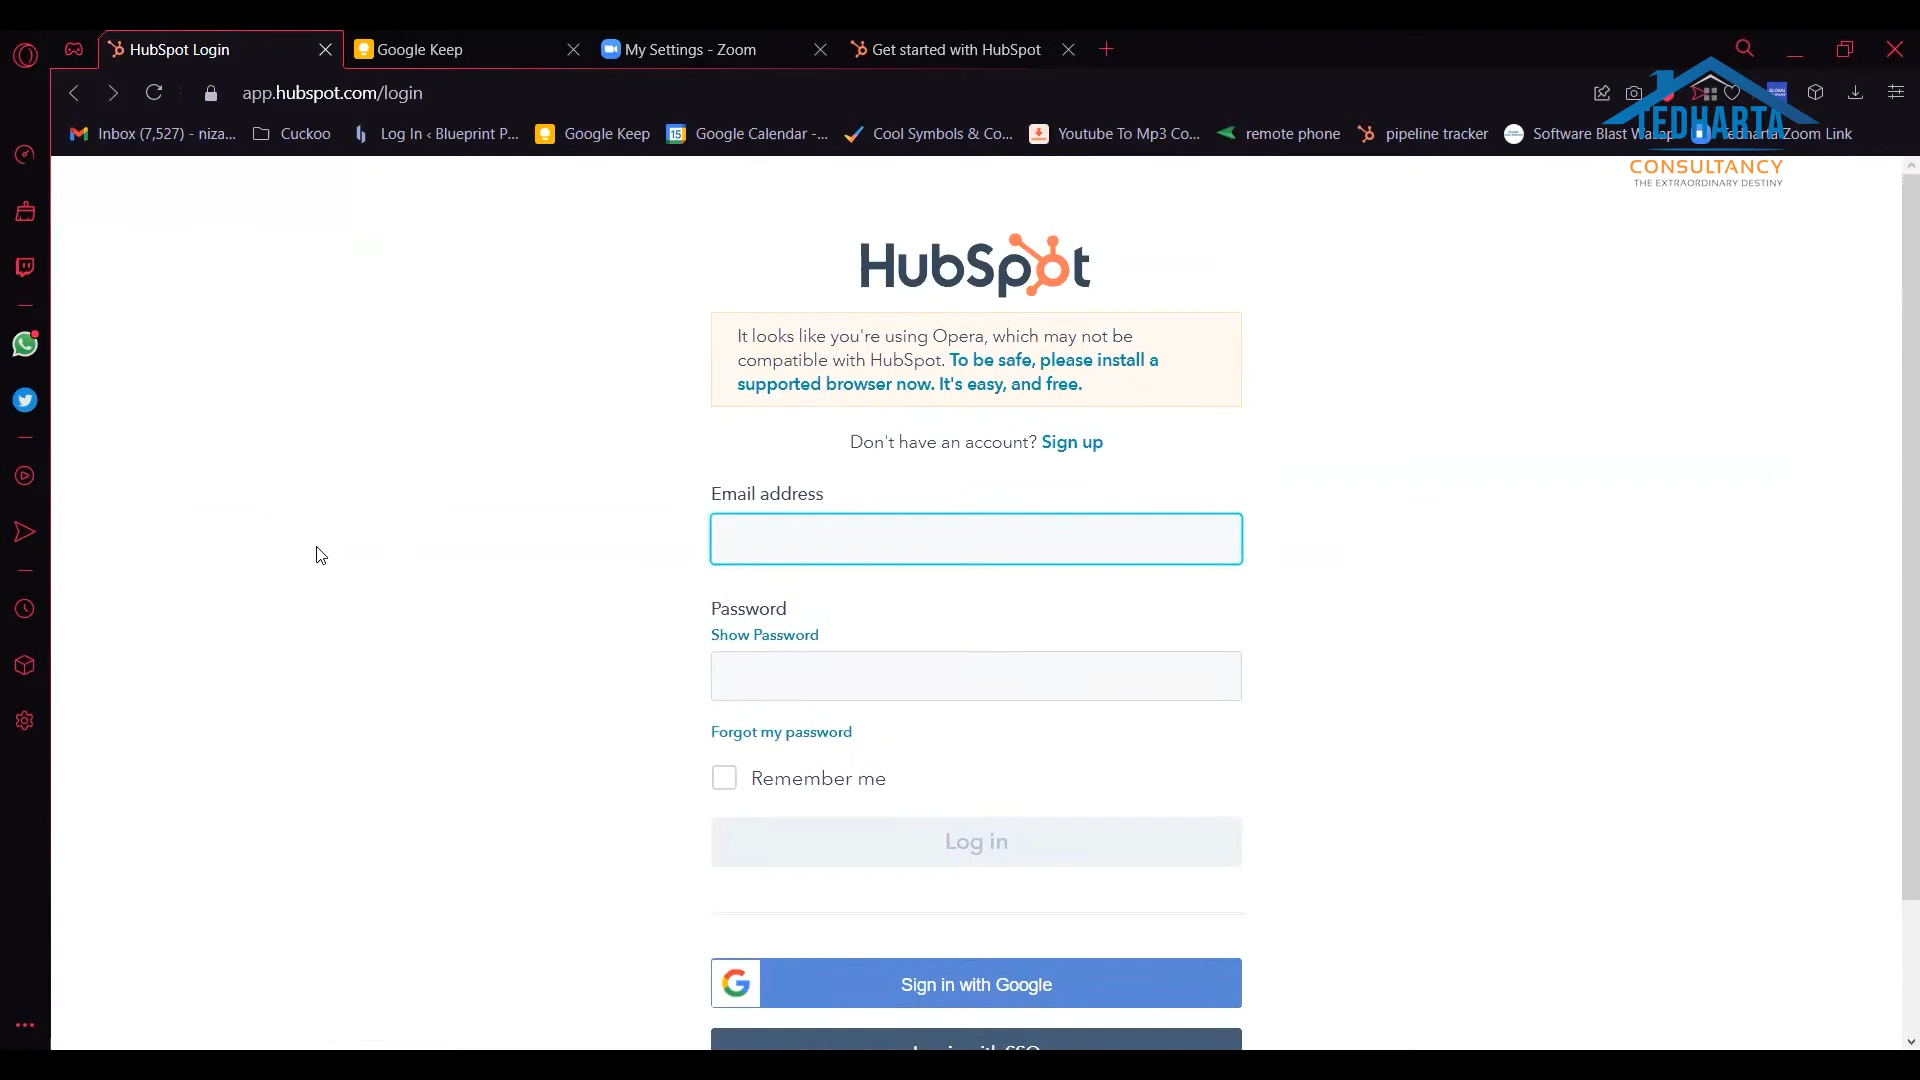 HubSpot Login
Google Keep
My Settings - Zoom
Get started with HubSpot
app.hubspot.com/login
Inbox (7,527) - niza...
Cuckoo
Log In ‹ Blueprint P...
Google Keep
Google Calendar -...
Cool Symbols & Co...
Youtube To Mp3 Co...
remote phone
pipeline tracker
Software Blast Wasap
Tedharta Zoom Link
TEDHARTA
CONSULTANCY
THE EXTRAORDINARY DESTINY
HubSpot
It looks like you're using Opera, which may not be
compatible with HubSpot. To be safe, please install a
supported browser now. It's easy, and free.
Don't have an account? Sign up
Email address
Password
Show Password
Forgot my password
Remember me
Log in
Sign in with Google